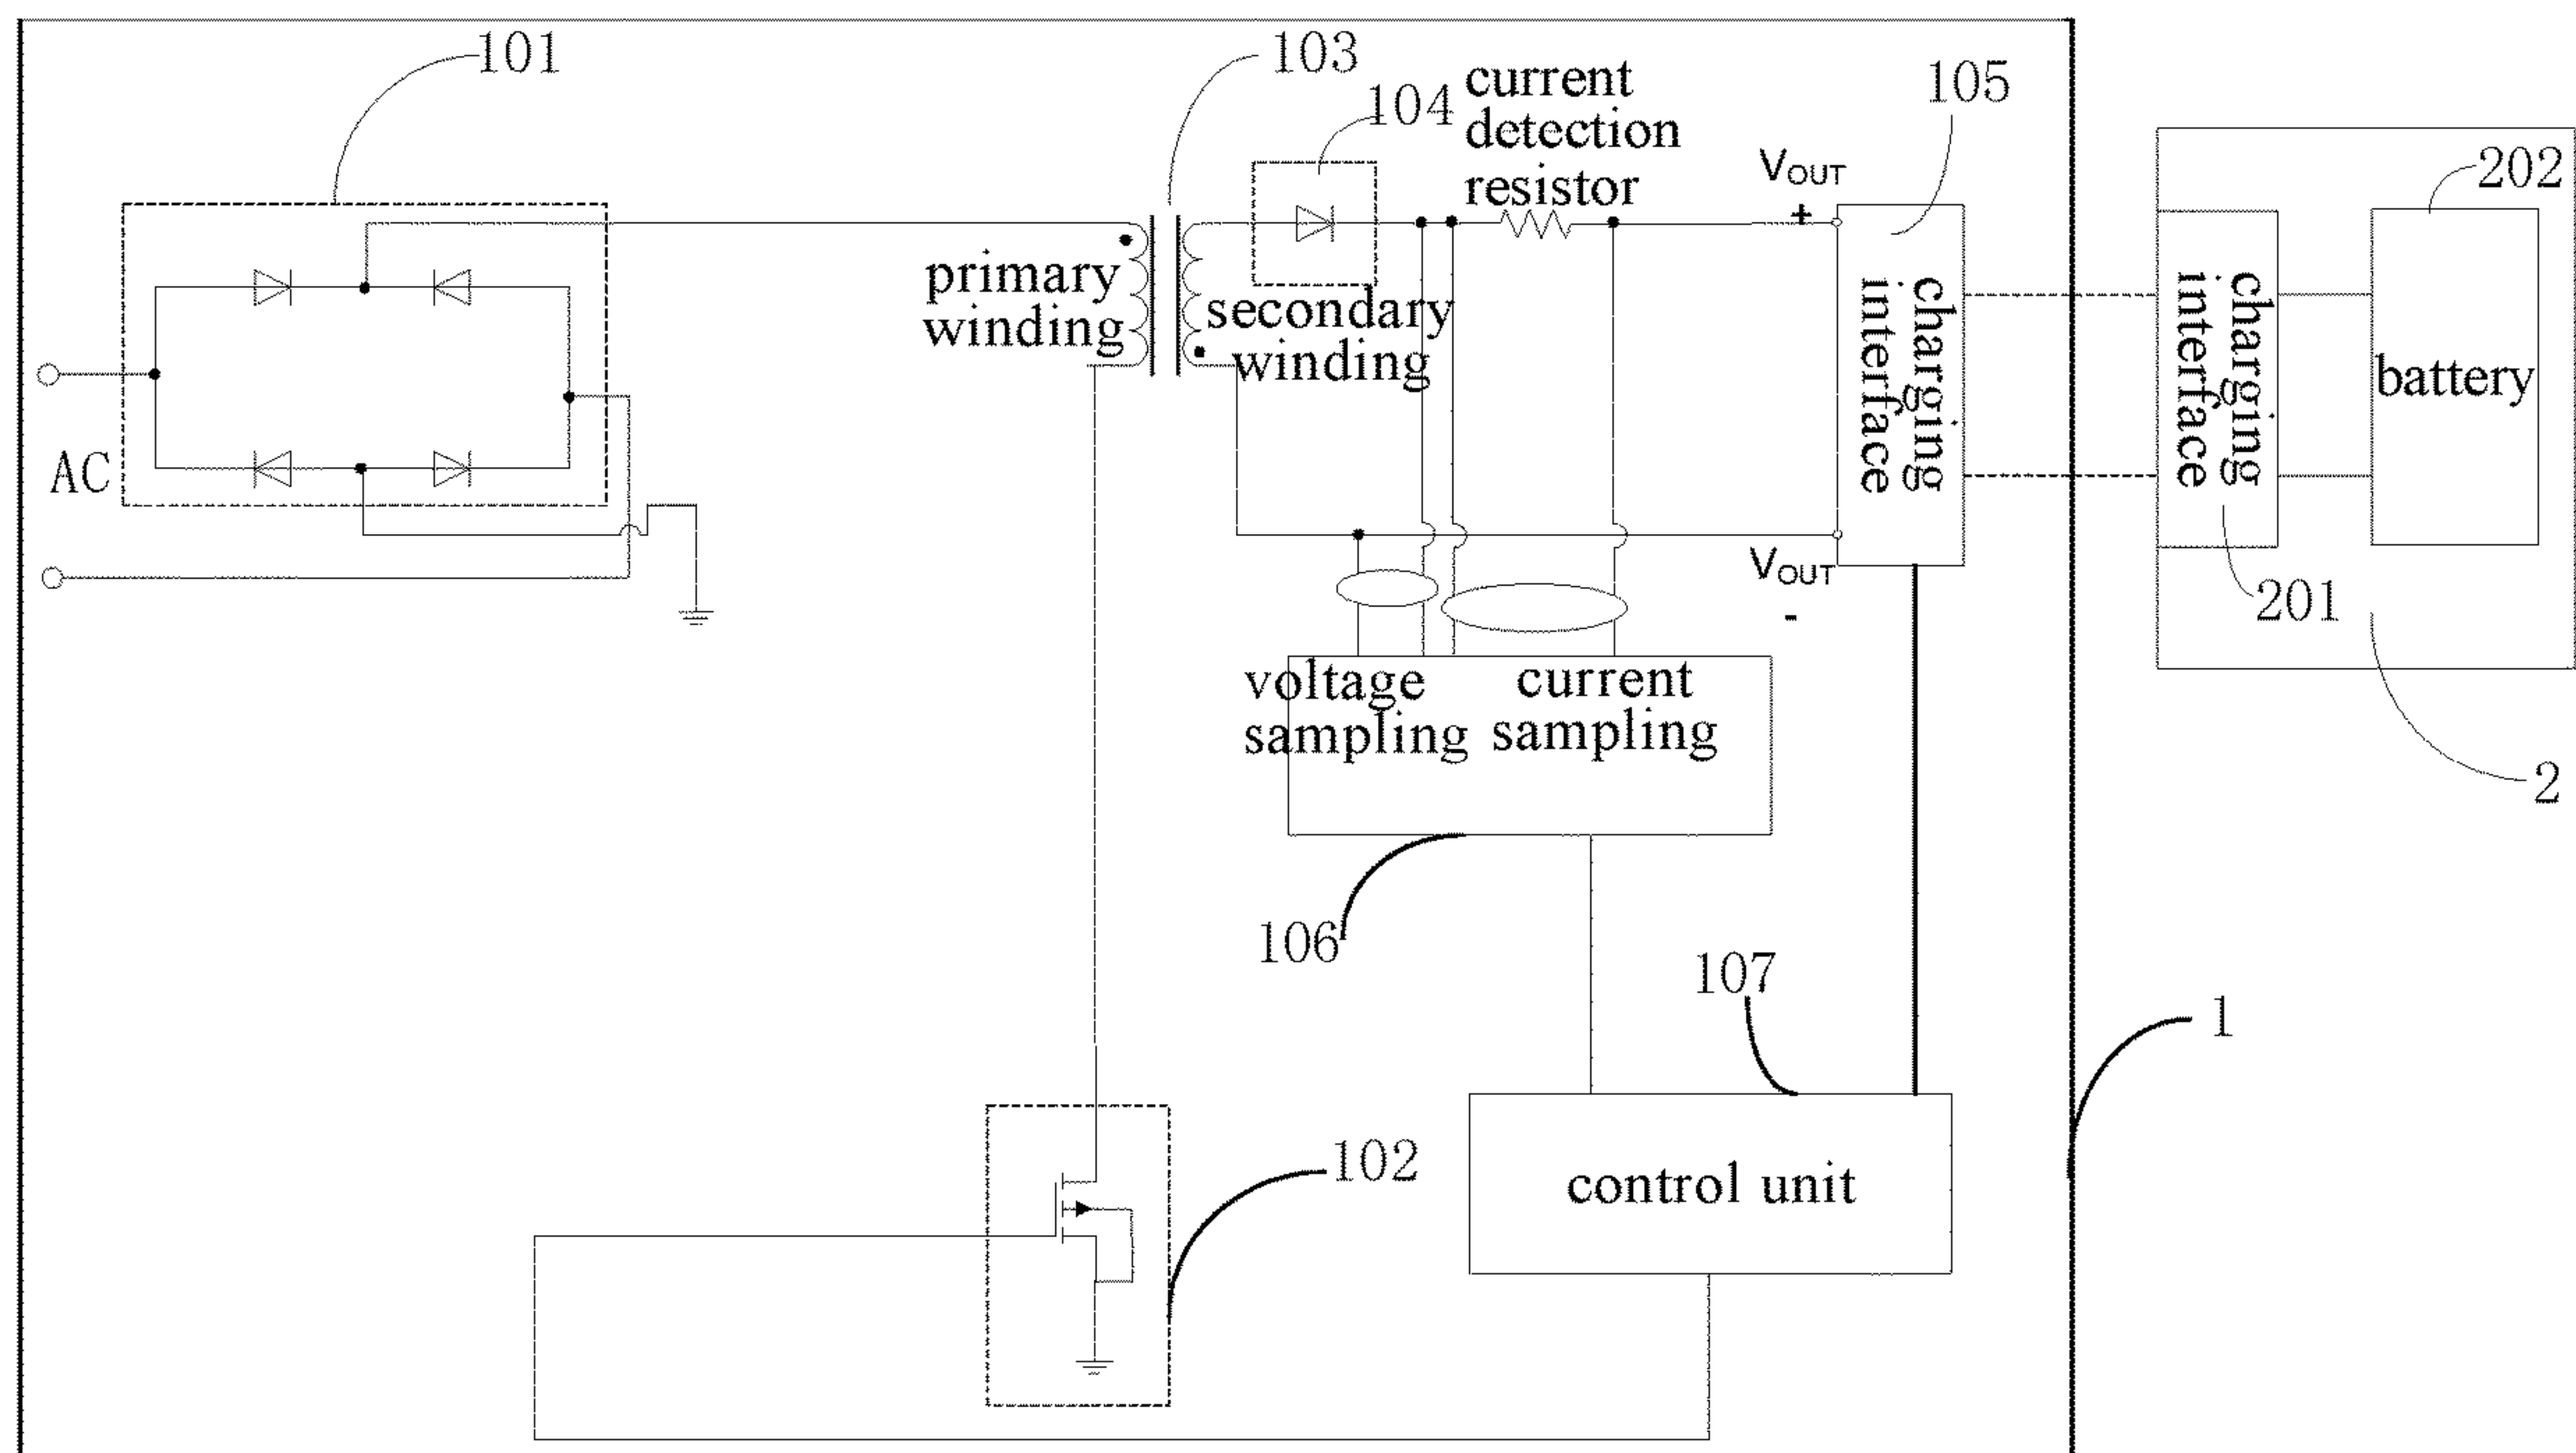 101
103
104
current
detection
resistor
105
VOUT
+
202
primary
winding
secondary
winding
charging
interface
charging
interface
battery
AC
VOUT
-
201
voltage
sampling
current
sampling
2
106
107
1
102
control unit